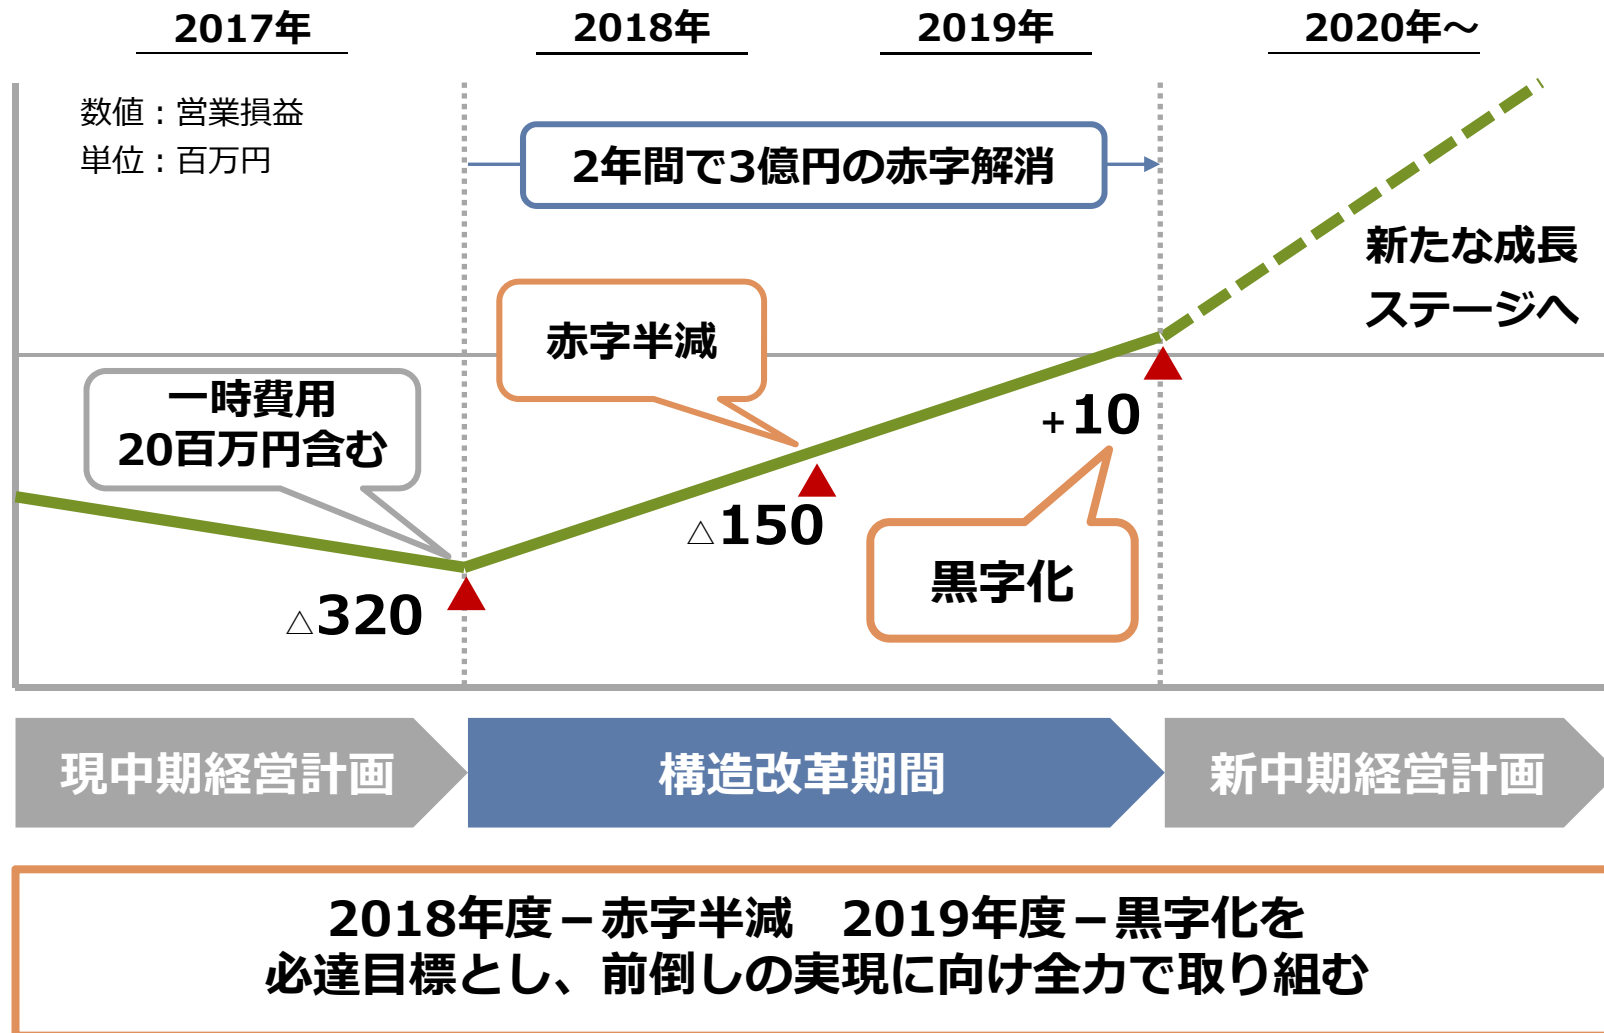 2017年
2018年
2019年
2020年～
数値：営業損益
単位：百万円
2年間で3億円の赤字解消
新たな成長
ステージへ
赤字半減
一時費用
20百万円含む
+10
△150
黒字化
△320
現中期経営計画
構造改革期間
新中期経営計画
2018年度－赤字半減　2019年度－黒字化を
必達目標とし、前倒しの実現に向け全力で取り組む